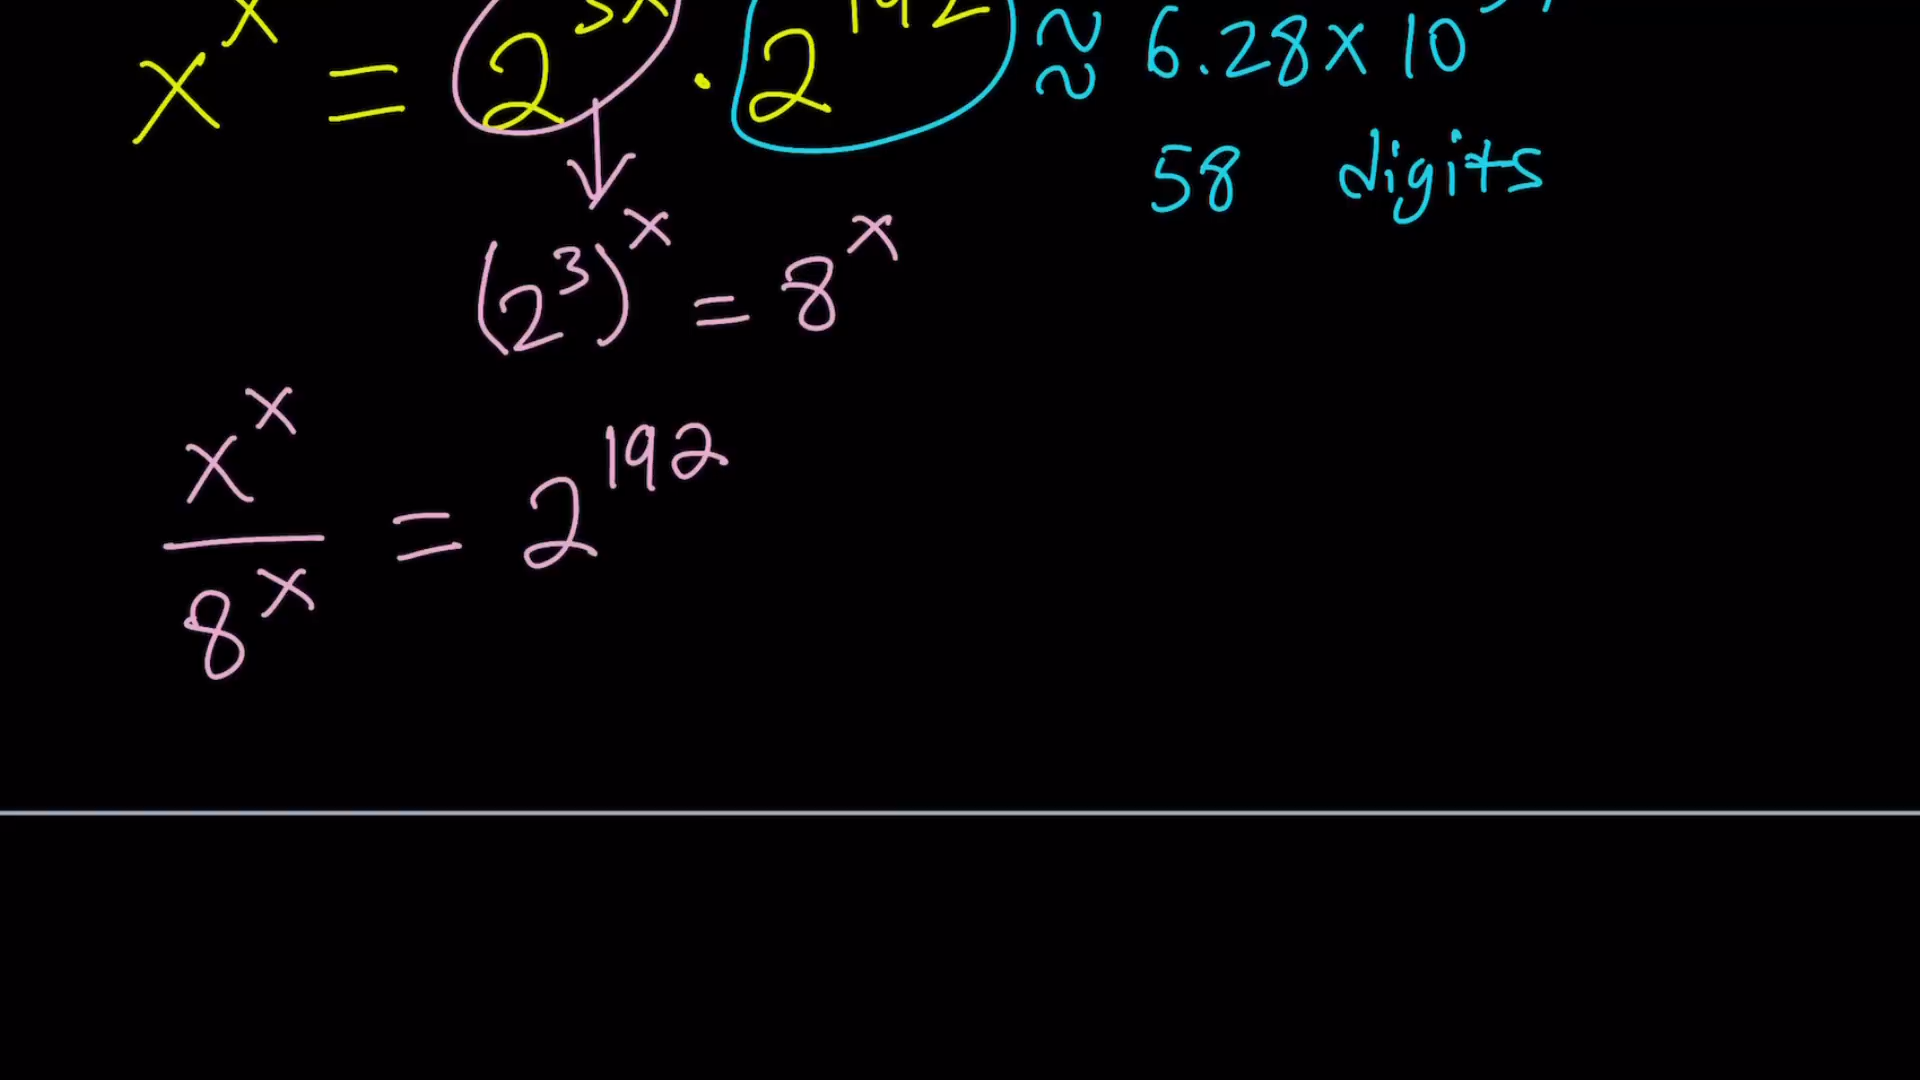 x^x = 2^3x · 2^192 ≈ 6.28 x 10
58 digits
(2^3)^x = 8^x
x^x / 8^x = 2^192